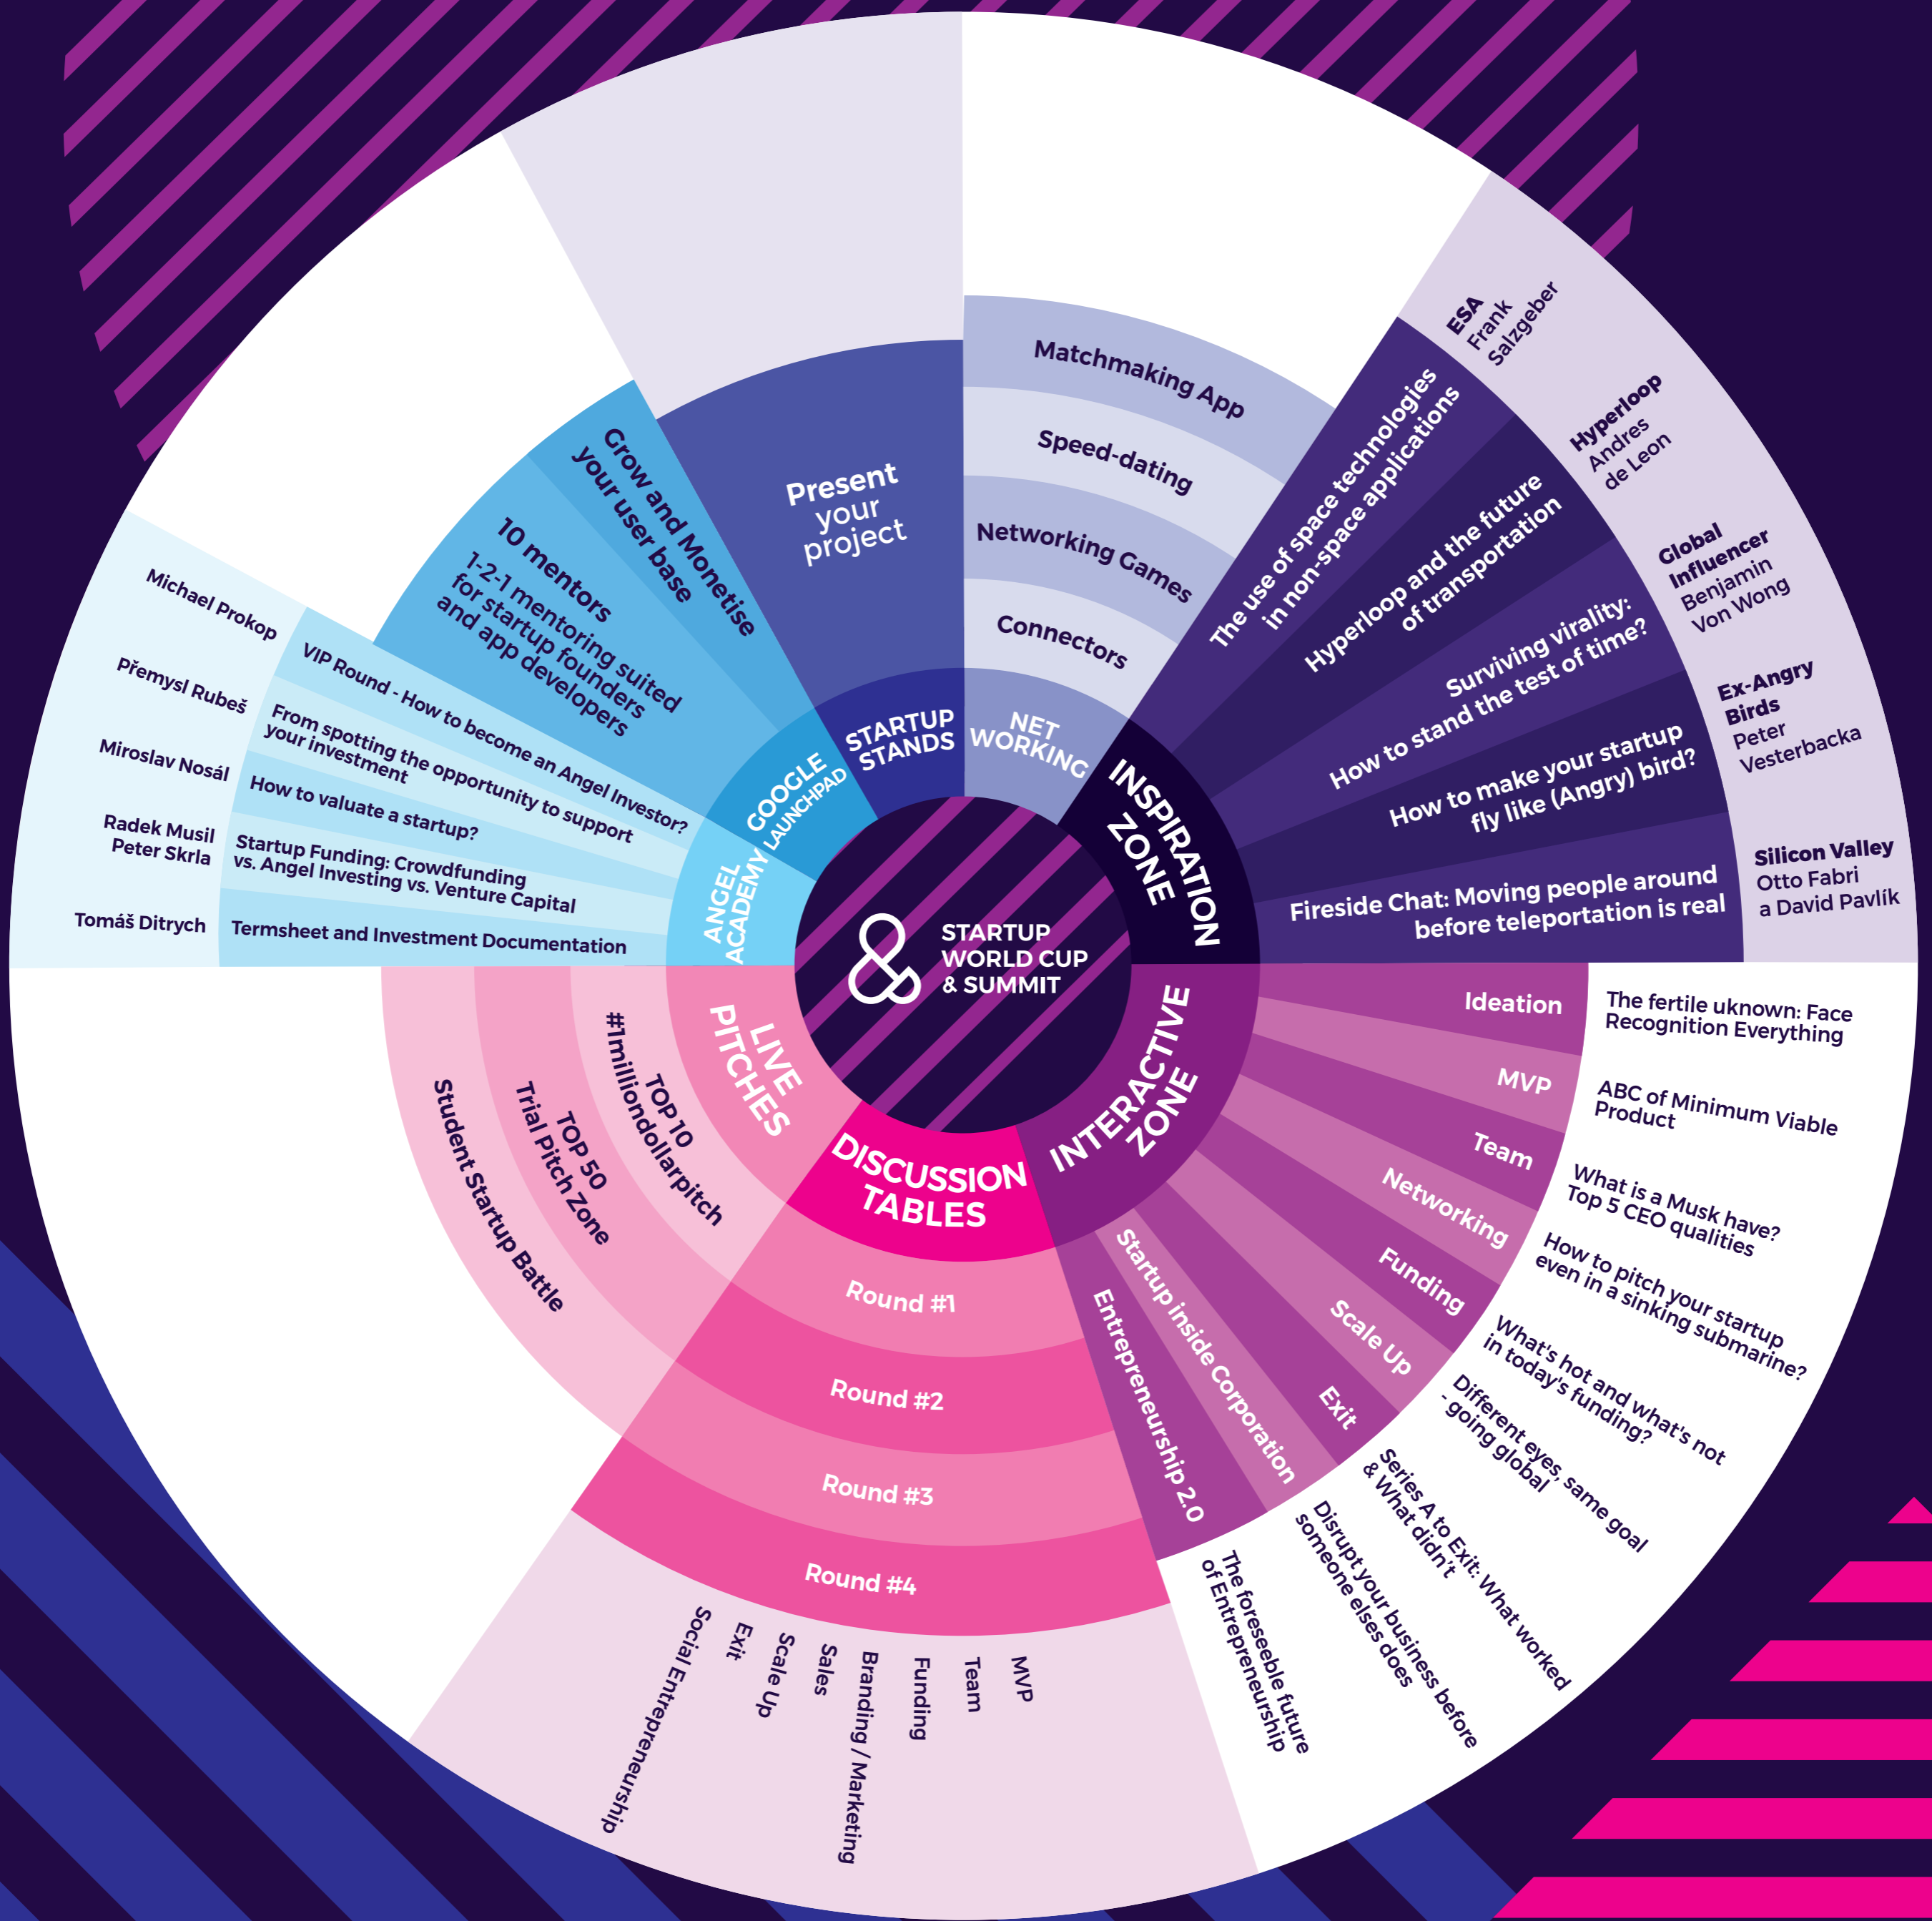 STARTUP
WORLD CUP
& SUMMIT
STARTUP
STANDS
Present
your
project
NET
WORKING
Matchmaking App
Speed-dating
Networking Games
Connectors
INSPIRATION
ZONE
The use of space technologies
in non-space applications
ESA
Frank
Salzgeber
Hyperloop and the future
of transportation
Hyperloop
Andres
de Leon
Surviving virality:
How to stand the test of time?
Global
Influencer
Benjamin
Von Wong
How to make your startup
fly like (Angry) bird?
Ex-Angry
Birds
Peter
Vesterbacka
Fireside Chat: Moving people around
before teleportation is real
Silicon Valley
Otto Fabri
a David Pavlík
INTERACTIVE
ZONE
Ideation
The fertile uknown: Face
Recognition Everything
MVP
ABC of Minimum Viable
Product
Team
What is a Musk have?
Top 5 CEO qualities
Networking
How to pitch your startup
even in a sinking submarine?
Funding
What's hot and what's not
in today's funding?
Scale Up
Different eyes, same goal
- going global
Exit
Series A to Exit: What worked
& What didn't
Startup inside Corporation
Disrupt your business before
someone elses does
Entrepreneurship 2.0
The foreseeble future
of Entrepreneurship
DISCUSSION
TABLES
Round #1
Round #2
Round #3
Round #4
MVP
Team
Funding
Branding / Marketing
Sales
Scale Up
Exit
Social Entrepreneurship
LIVE
PITCHES
TOP 10
#1milliondollarpitch
TOP 50
Trial Pitch Zone
Student Startup Battle
ANGEL
ACADEMY
Termsheet and Investment Documentation
Tomáš Ditrych
Startup Funding: Crowdfunding
vs. Angel Investing vs. Venture Capital
Radek Musil
Peter Skrla
How to valuate a startup?
Miroslav Nosál
From spotting the opportunity to support
your investment
Přemysl Rubeš
VIP Round - How to become an Angel Investor?
Michael Prokop
GOOGLE
LAUNCHPAD
10 mentors
1-2-1 mentoring suited
for startup founders
and app developers
Grow and Monetise
your user base